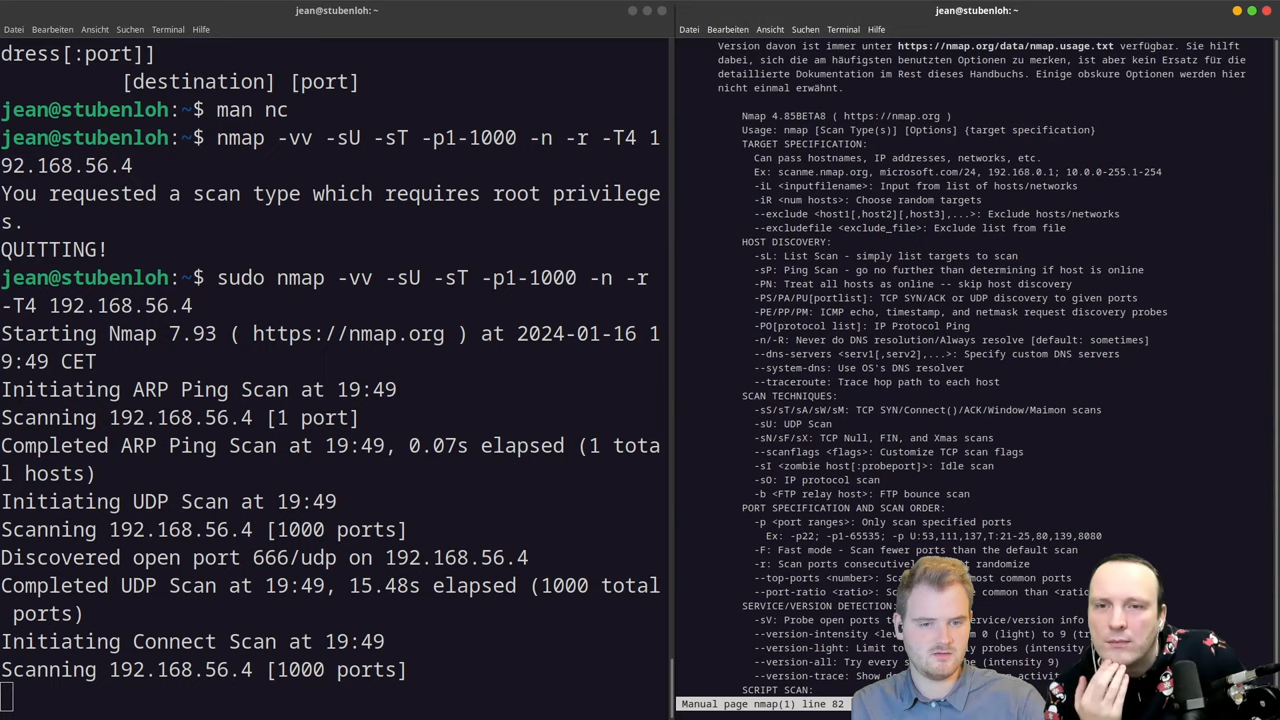 jean@stubenloh: ~
Datei Bearbeiten Ansicht Suchen Terminal Hilfe
dress[:port]]
[destination] [port]
jean@stubenloh:~$ man nc
jean@stubenloh:~$ nmap -vv -sU -sT -p1-1000 -n -r -T4 1
92.168.56.4
You requested a scan type which requires root privilege
s.
QUITTING!
jean@stubenloh:~$ sudo nmap -vv -sU -sT -p1-1000 -n -r
-T4 192.168.56.4
Starting Nmap 7.93 ( https://nmap.org ) at 2024-01-16 1
9:49 CET
Initiating ARP Ping Scan at 19:49
Scanning 192.168.56.4 [1 port]
Completed ARP Ping Scan at 19:49, 0.07s elapsed (1 tota
l hosts)
Initiating UDP Scan at 19:49
Scanning 192.168.56.4 [1000 ports]
Discovered open port 666/udp on 192.168.56.4
Completed UDP Scan at 19:49, 15.48s elapsed (1000 total
ports)
Initiating Connect Scan at 19:49
Scanning 192.168.56.4 [1000 ports]
jean@stubenloh: ~
Datei Bearbeiten Ansicht Suchen Terminal Hilfe
Version davon ist immer unter https://nmap.org/data/nmap.usage.txt verfügbar. Sie hilft
dabei, sich die am häufigsten benutzten Optionen zu merken, ist aber kein Ersatz für die
detaillierte Dokumentation im Rest dieses Handbuchs. Einige obskure Optionen werden hier
nicht einmal erwähnt.
Nmap 4.85BETA8 ( https://nmap.org )
Usage: nmap [Scan Type(s)] [Options] {target specification}
TARGET SPECIFICATION:
Can pass hostnames, IP addresses, networks, etc.
Ex: scanme.nmap.org, microsoft.com/24, 192.168.0.1; 10.0.0-255.1-254
-iL <inputfilename>: Input from list of hosts/networks
-iR <num hosts>: Choose random targets
--exclude <host1[,host2][,host3],...>: Exclude hosts/networks
--excludefile <exclude_file>: Exclude list from file
HOST DISCOVERY:
-sL: List Scan - simply list targets to scan
-sP: Ping Scan - go no further than determining if host is online
-PN: Treat all hosts as online -- skip host discovery
-PS/PA/PU[portlist]: TCP SYN/ACK or UDP discovery to given ports
-PE/PP/PM: ICMP echo, timestamp, and netmask request discovery probes
-PO[protocol list]: IP Protocol Ping
-n/-R: Never do DNS resolution/Always resolve [default: sometimes]
--dns-servers <serv1[,serv2],...>: Specify custom DNS servers
--system-dns: Use OS's DNS resolver
--traceroute: Trace hop path to each host
SCAN TECHNIQUES:
-sS/sT/sA/sW/sM: TCP SYN/Connect()/ACK/Window/Maimon scans
-sU: UDP Scan
-sN/sF/sX: TCP Null, FIN, and Xmas scans
--scanflags <flags>: Customize TCP scan flags
-sI <zombie host[:probeport]>: Idle scan
-sO: IP protocol scan
-b <FTP relay host>: FTP bounce scan
PORT SPECIFICATION AND SCAN ORDER:
-p <port ranges>: Only scan specified ports
Ex: -p22; -p1-65535; -p U:53,111,137,T:21-25,80,139,8080
-F: Fast mode - Scan fewer ports than the default scan
-r: Scan ports consecutively randomize
--top-ports <number>: most common ports
--port-ratio <ratio>: common than
SERVICE/VERSION DETECTION:
-sV: Probe open ports service/version info
--version-intensity (light) to 9
--version-light: Limit (intensity
--version-all: Try every (intensity 9)
--version-trace:
SCRIPT SCAN:
Manual page nmap(1) line 82